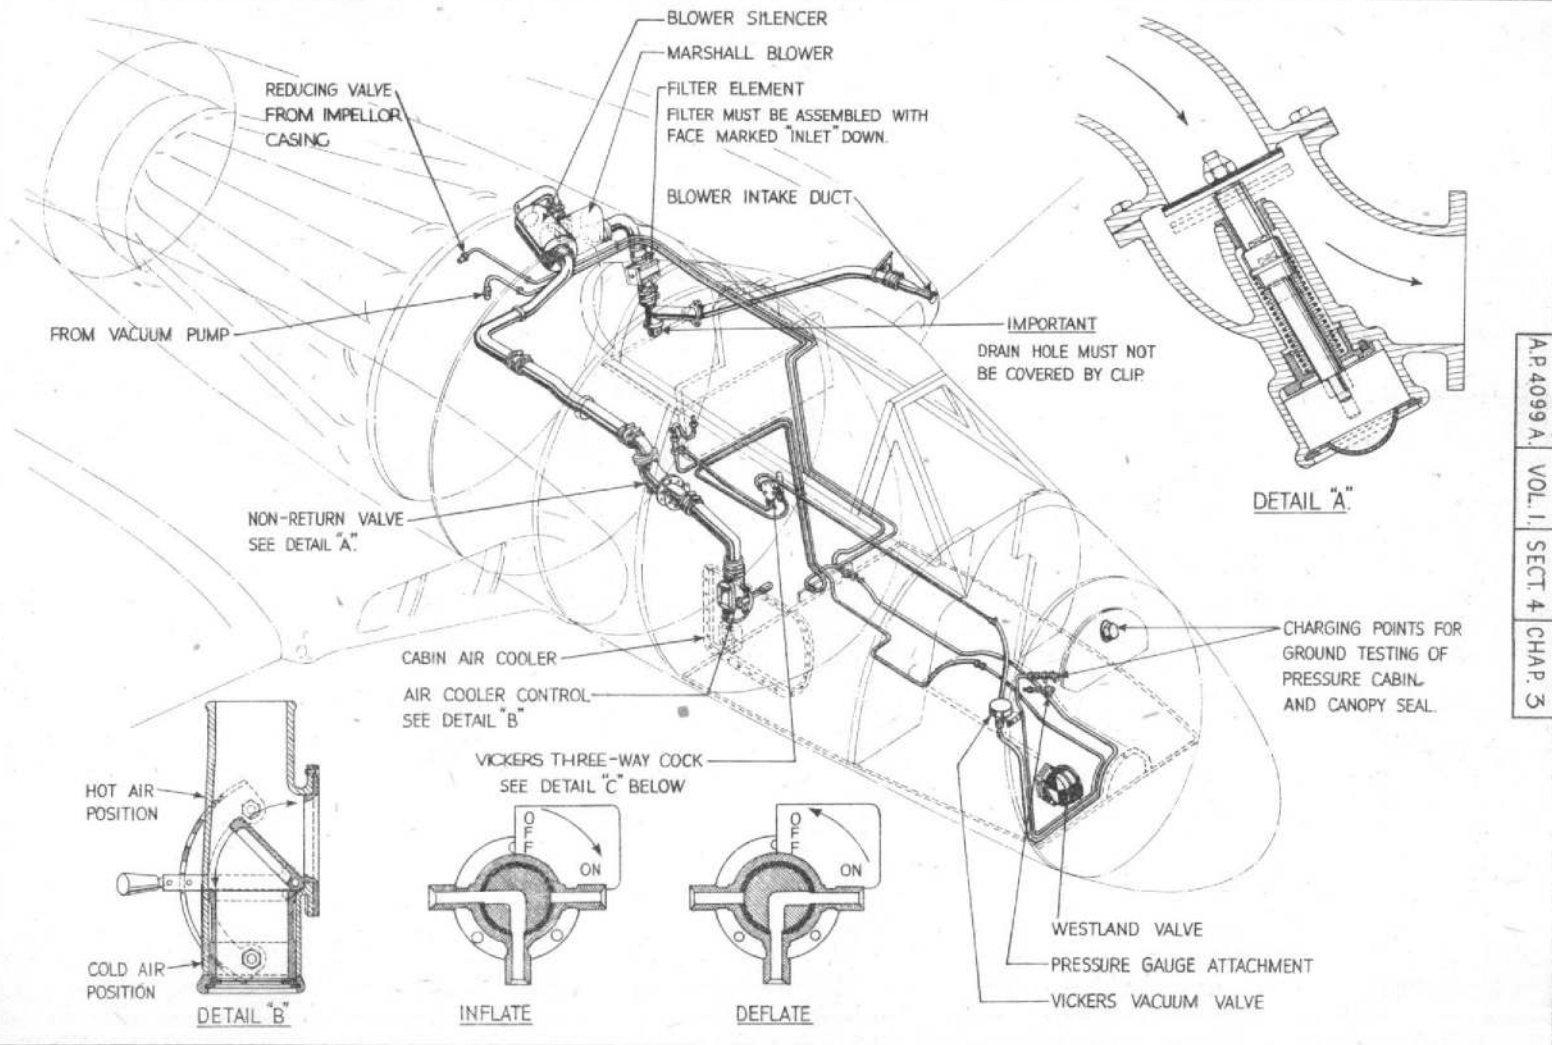 BLOWER SILENCER
MARSHALL BLOWER
REDUCING VALVE
FROM IMPELLOR
CASING
FILTER ELEMENT
FILTER MUST BE ASSEMBLED WITH
FACE MARKED "INLET" DOWN.
BLOWER INTAKE DUCT
FROM VACUUM PUMP
IMPORTANT
DRAIN HOLE MUST NOT
BE COVERED BY CLIP.
DETAIL "A".
NON-RETURN VALVE
SEE DETAIL "A".
CABIN AIR COOLER
AIR COOLER CONTROL
SEE DETAIL "B"
VICKERS THREE-WAY COCK
SEE DETAIL "C" BELOW
CHARGING POINTS FOR
GROUND TESTING OF
PRESSURE CABIN
AND CANOPY SEAL.
HOT AIR
POSITION
COLD AIR
POSITION
DETAIL "B"
OFF
ON
INFLATE
OFF
ON
DEFLATE
WESTLAND VALVE
PRESSURE GAUGE ATTACHMENT
VICKERS VACUUM VALVE
A.P. 4099 A. VOL. 1. SECT. 4 CHAP. 3